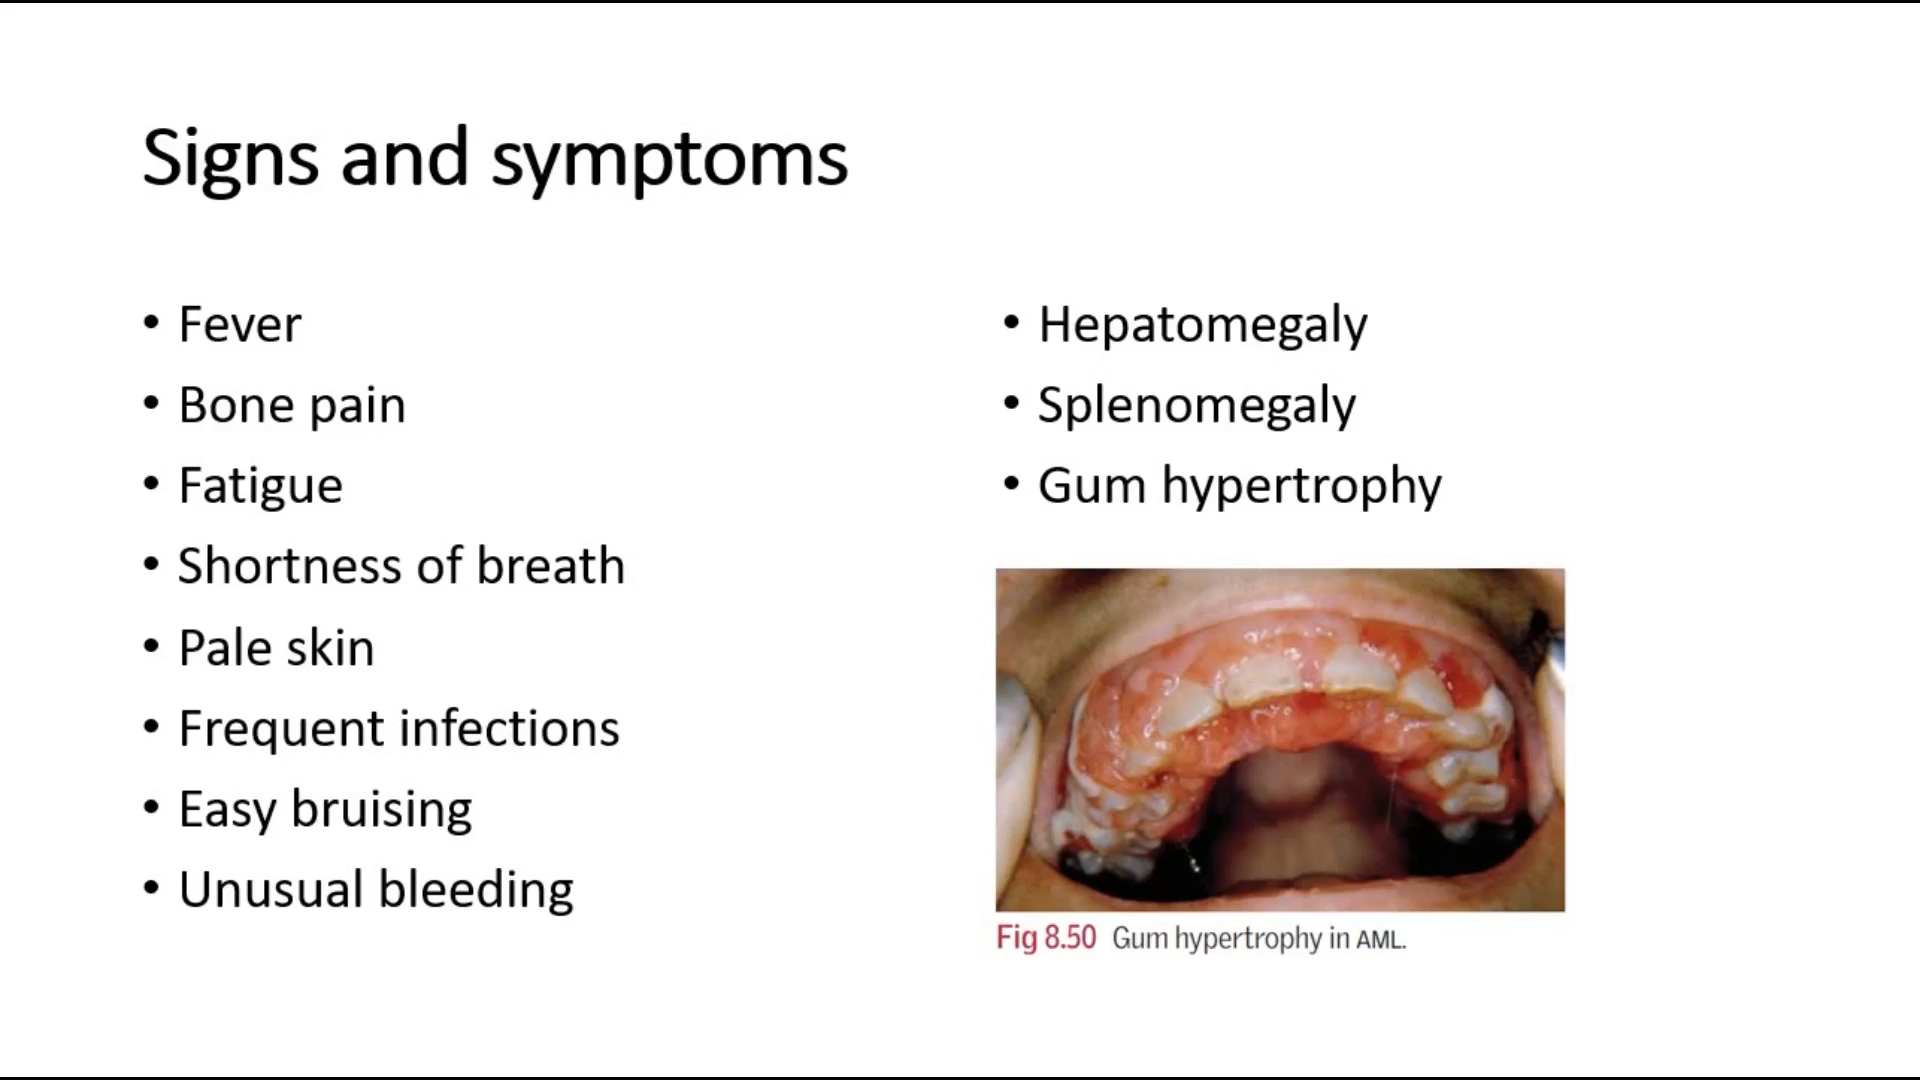 Signs and symptoms
• Fever
• Bone pain
• Fatigue
• Shortness of breath
• Pale skin
• Frequent infections
• Easy bruising
• Unusual bleeding
• Hepatomegaly
• Splenomegaly
• Gum hypertrophy
Fig 8.50 Gum hypertrophy in AML.